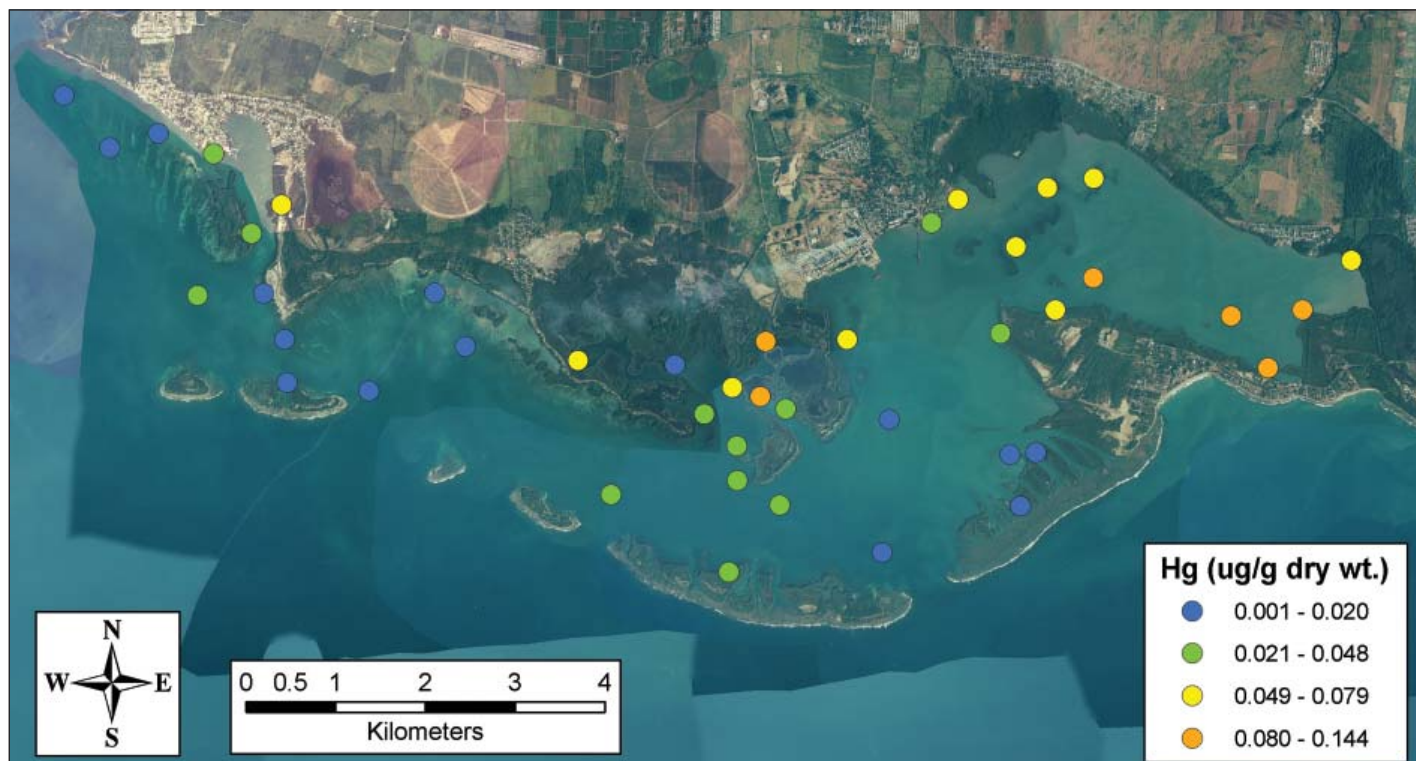 N
W E
S
0 0.5 1 2 3 4
Kilometers
Hg (ug/g dry wt.)
0.001 - 0.020
0.021 - 0.048
0.049 - 0.079
0.080 - 0.144